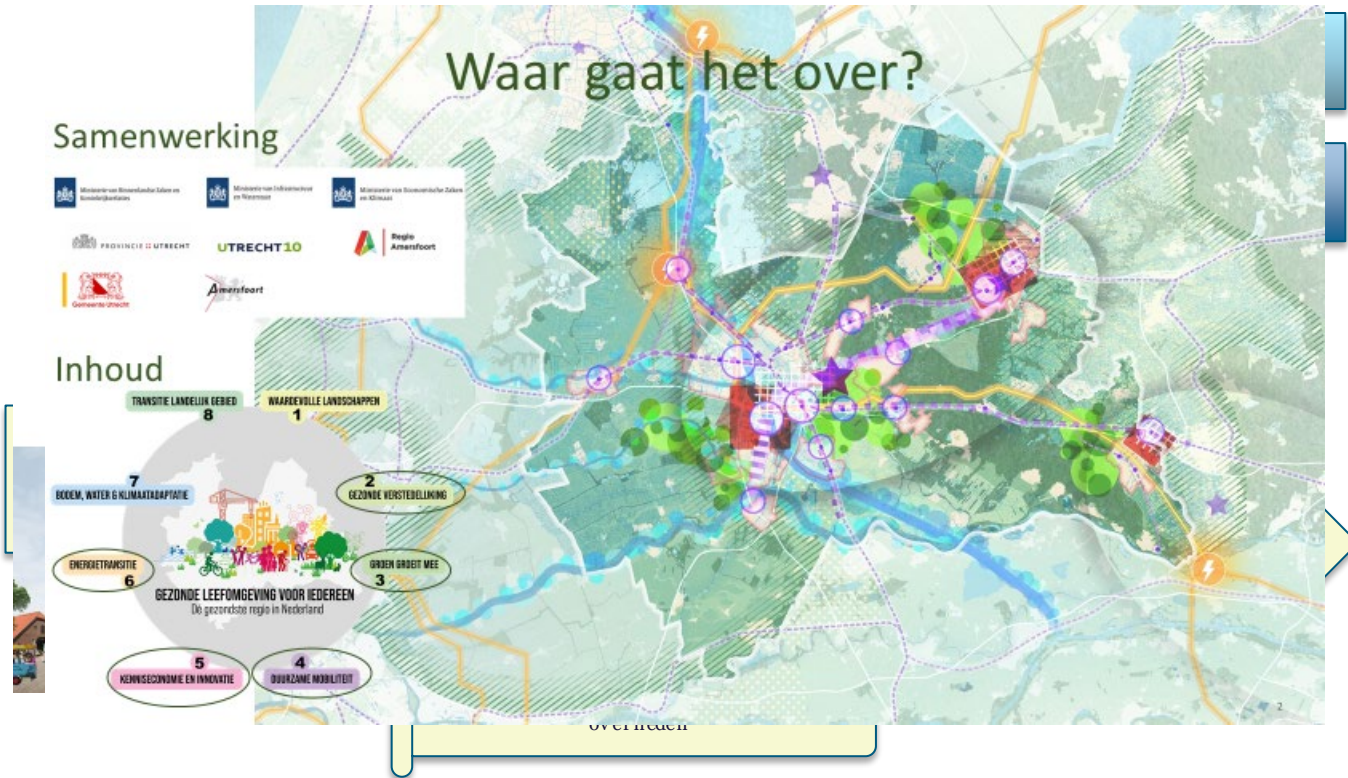 Waar gaat het over?
Samenwerking
Ministerie van Binnenlandse Zaken en
Koninkrijksrelaties
Ministerie van Infrastructuur
en Waterstaat
Ministerie van Economische Zaken
en Klimaat
PROVINCIE UTRECHT
UTRECHT10
Regio
Amersfoort
Gemeente Utrecht
Amersfoort
Inhoud
TRANSITIE LANDELIJK GEBIED
8
WAARDEVOLLE LANDSCHAPPEN
1
7
BODEM, WATER & KLIMAATADAPTATIE
2
GEZONDE VERSTEDELIJKING
ENERGIETRANSITIE
6
GROEN GROEIT MEE
3
GEZONDE LEEFOMGEVING VOOR IEDEREEN
Dé gezondste regio in Nederland
5
KENNISECONOMIE EN INNOVATIE
4
DUURZAME MOBILITEIT
2